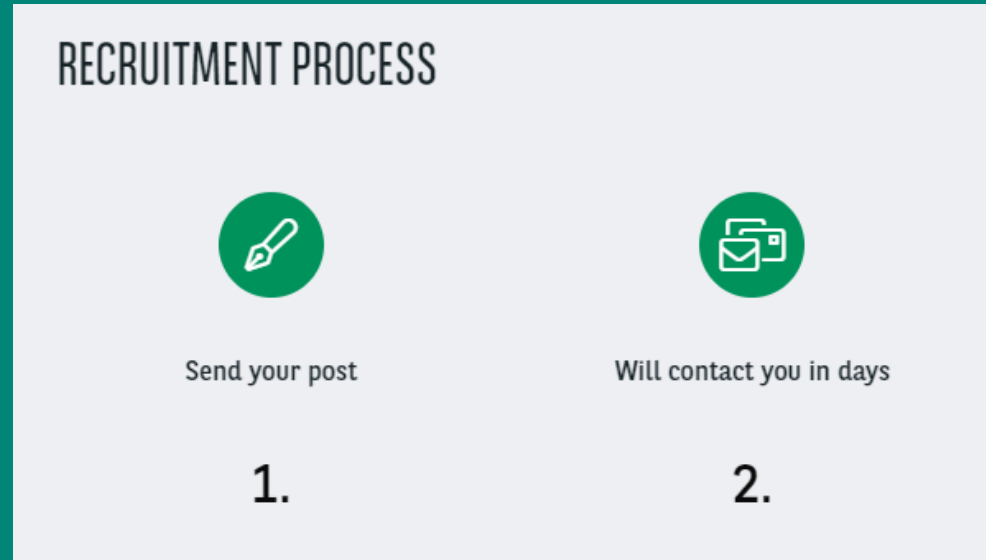 RECRUITMENT PROCESS
Send your post
Will contact you in days
1.
2.